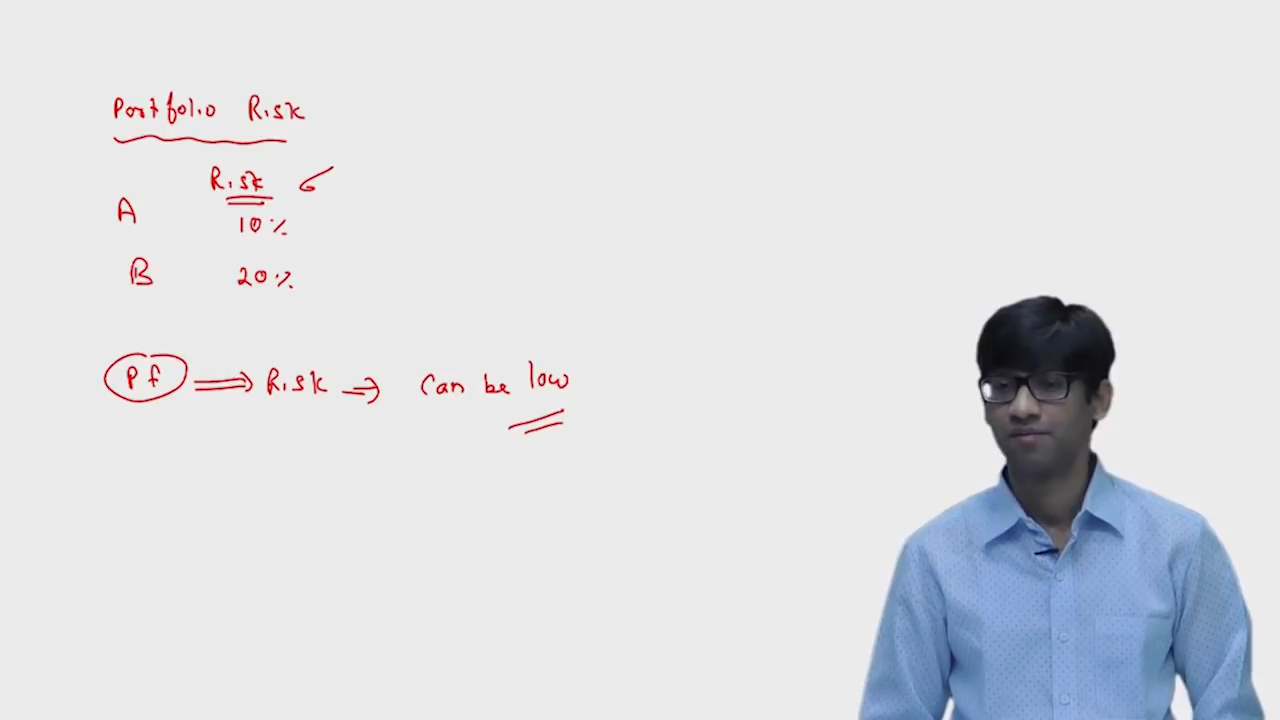 Portfolio Risk
Risk σ
A 10%
B 20%
Pf ⇒ Risk → can be low